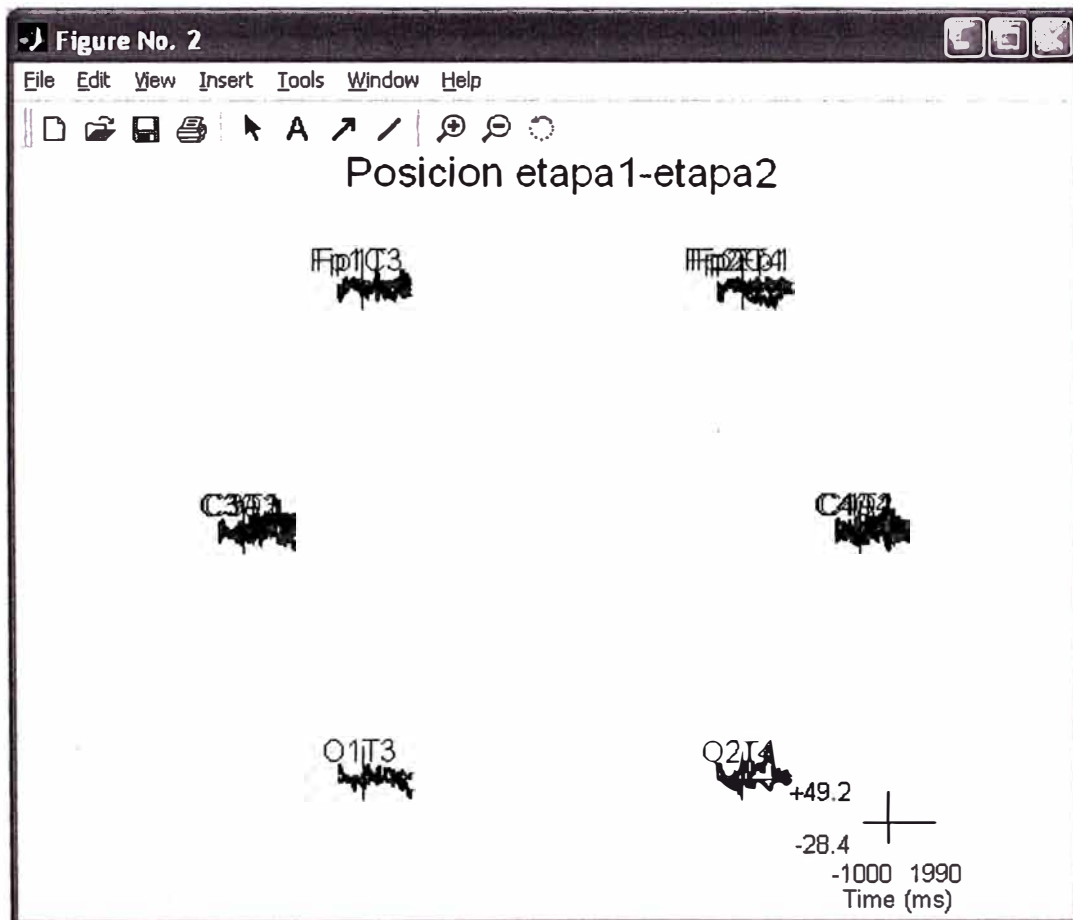 Figure No. 2
File Edit View Insert Tools Window Help
Posicion etapa1-etapa2
O1T3
O2T4
+49.2
-28.4
-1000 1990
Time (ms)